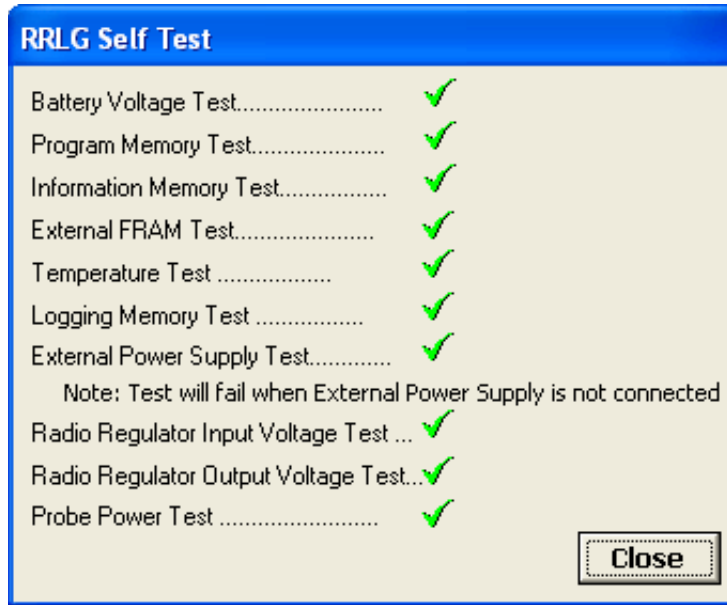 RRLG Self Test
Battery Voltage Test.......................
Program Memory Test.....................
Information Memory Test.................
External FRAM Test......................
Temperature Test ..................
Logging Memory Test .................
External Power Supply Test.............
Note: Test will fail when External Power Supply is not connected
Radio Regulator Input Voltage Test ...
Radio Regulator Output Voltage Test...
Probe Power Test .........................
Close